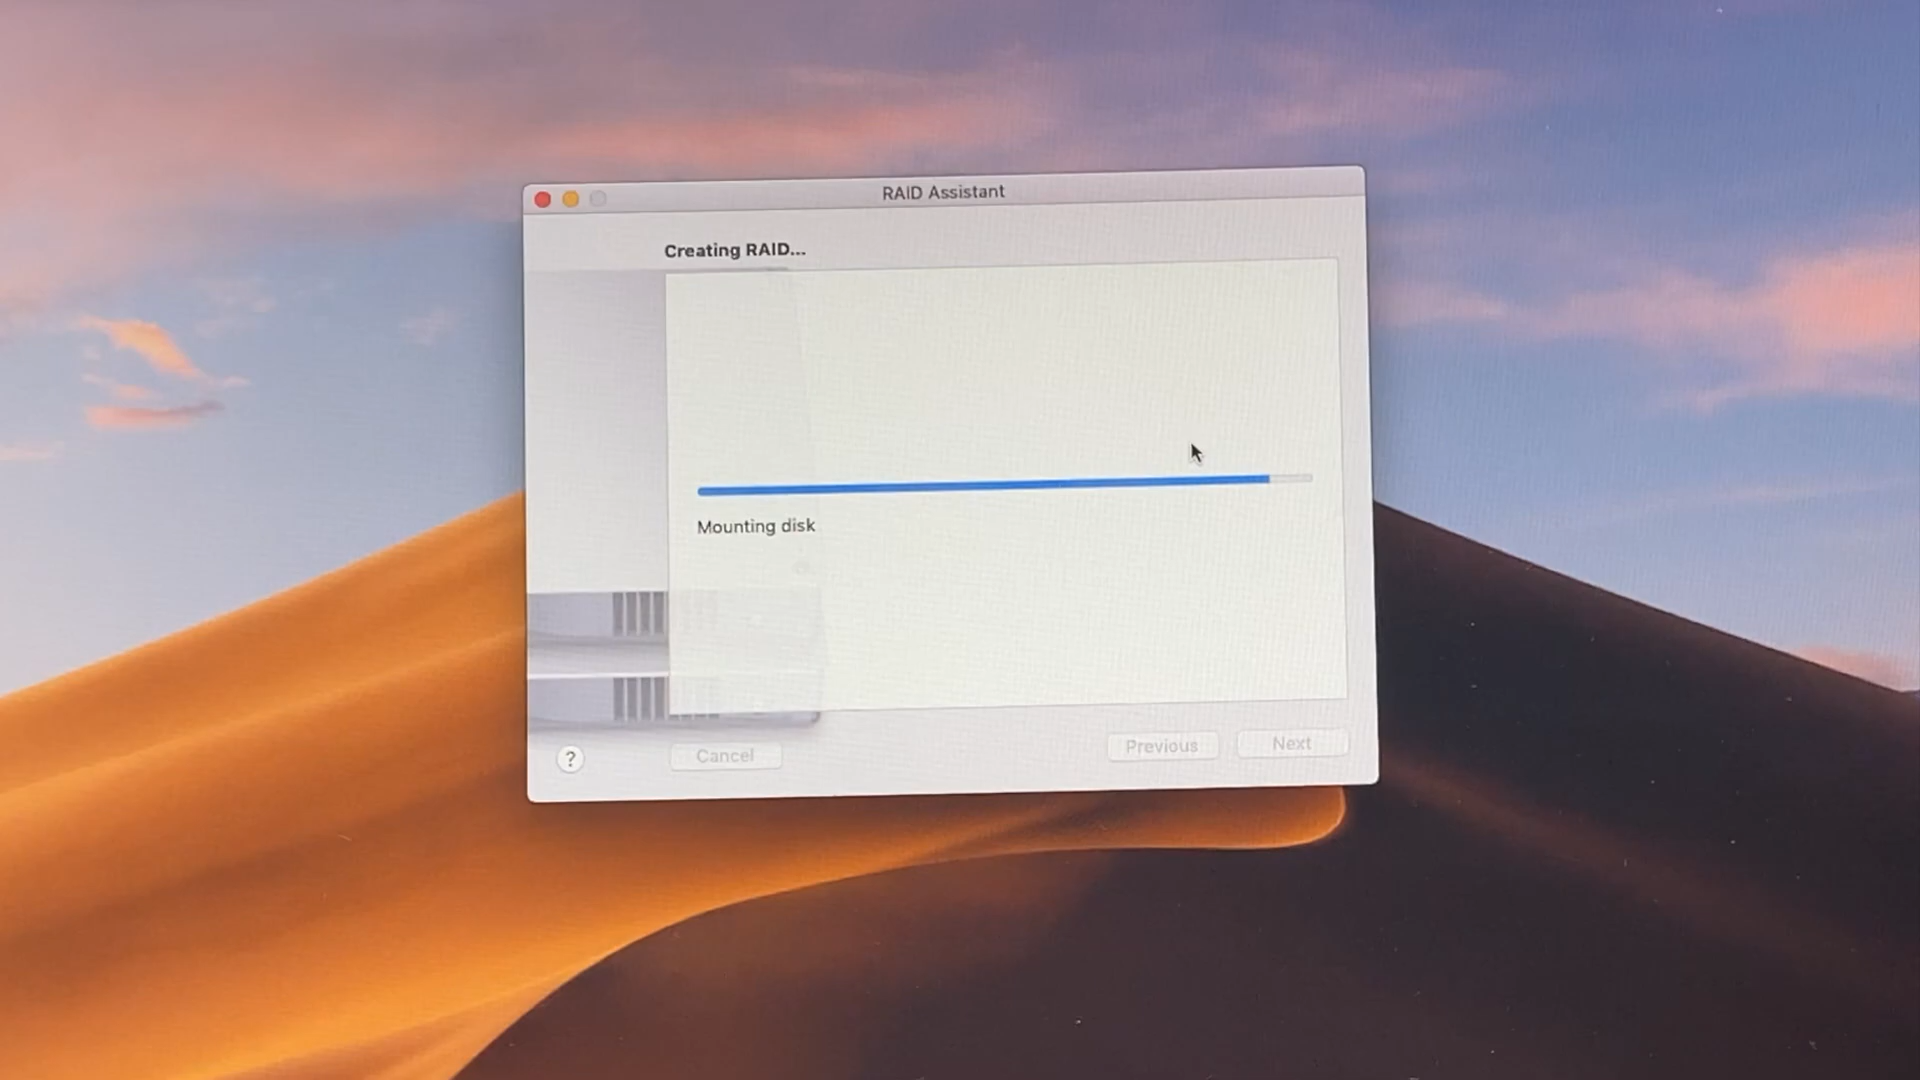 RAID Assistant
Creating RAID...
Mounting disk
?
Cancel
Previous
Next